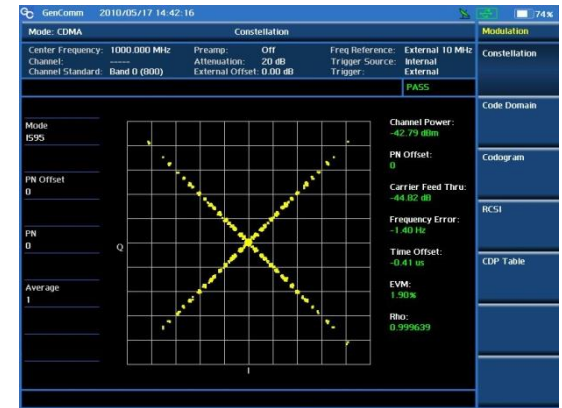 GenComm 2010/05/17 14:42:16 74%
Mode: CDMA Constellation Modulation
Center Frequency: 1000.000 MHz Preamp: Off Freq Reference: External 10 MHz
Channel: ----- Attenuation: 20 dB Trigger Source: Internal
Channel Standard: Band 0 (800) External Offset: 0.00 dB Trigger: External
PASS
Constellation
Code Domain
Codogram
RCSI
CDP Table
Mode
IS95
PN Offset
0
PN
0
Average
1
Q
I
Channel Power:
-42.79 dBm
PN Offset:
0
Carrier Feed Thru:
-44.82 dB
Frequency Error:
-1.40 Hz
Time Offset:
-0.41 us
EVM:
1.90%
Rho:
0.999639